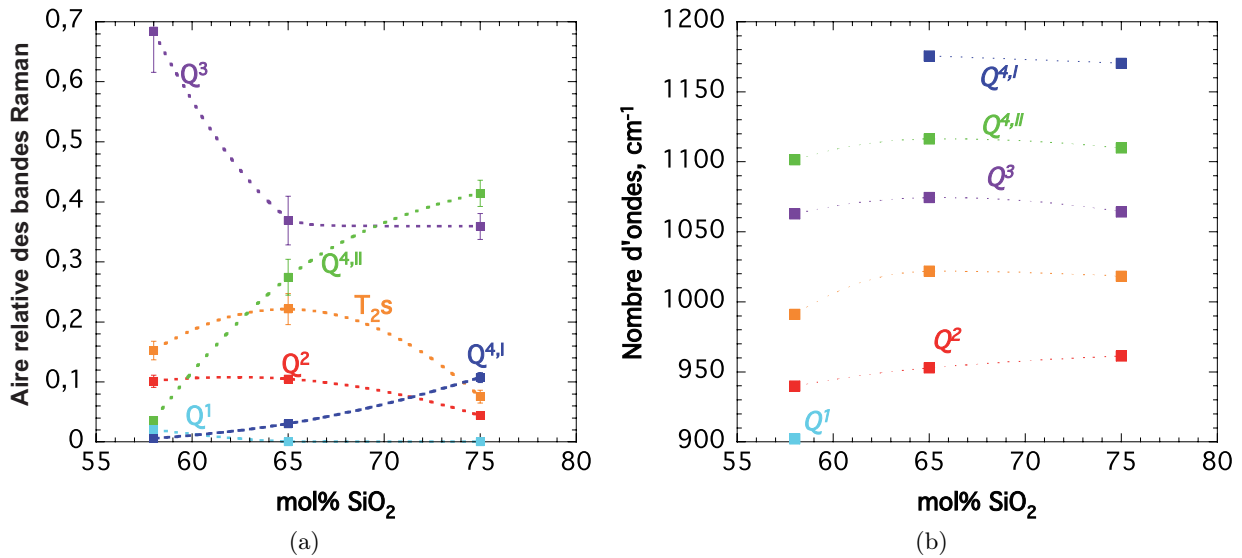 Aire relative des bandes Raman
0,7
0,6
0,5
0,4
0,3
0,2
0,1
0
55 60 65 70 75 80
mol% SiO₂
Q³
Q⁴,ᴵᴵ
T₂s
Q²
Q⁴,ᴵ
Q¹
(a)
Nombre d'ondes, cm⁻¹
1200
1150
1100
1050
1000
950
900
55 60 65 70 75 80
mol% SiO₂
Q⁴,ᴵ
Q⁴,ᴵᴵ
Q³
Q²
Q¹
(b)